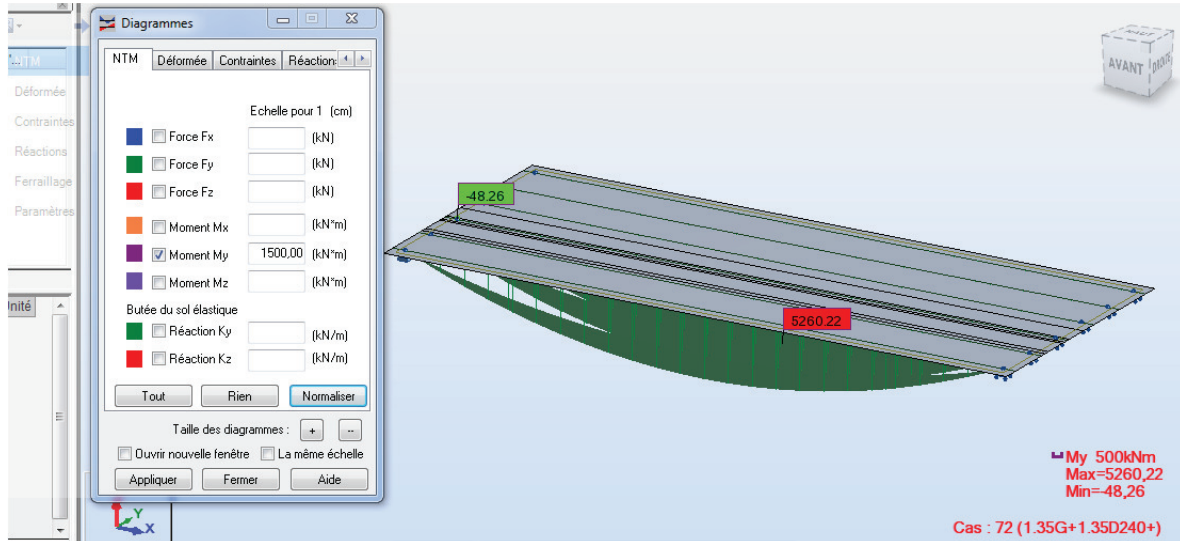 Diagrammes
NTM
Déformée
Contraintes
Réactions
Ferraillage
Paramètres
NTM
Déformée
Contraintes
Echelle pour 1 (cm)
Force Fx (kN)
Force Fy (kN)
Force Fz (kN)
Moment Mx (kN*m)
Moment My 1500,00 (kN*m)
Moment Mz (kN*m)
Butée du sol élastique
Réaction Ky (kN/m)
Réaction Kz (kN/m)
Tout Rien Normaliser
Taille des diagrammes : + --
Ouvrir nouvelle fenêtre La même échelle
Appliquer Fermer Aide
HAUT
AVANT
DROITE
-48.26
5260.22
My 500kNm
Max=5260,22
Min=-48,26
Cas : 72 (1.35G+1.35D240+)
Y
X